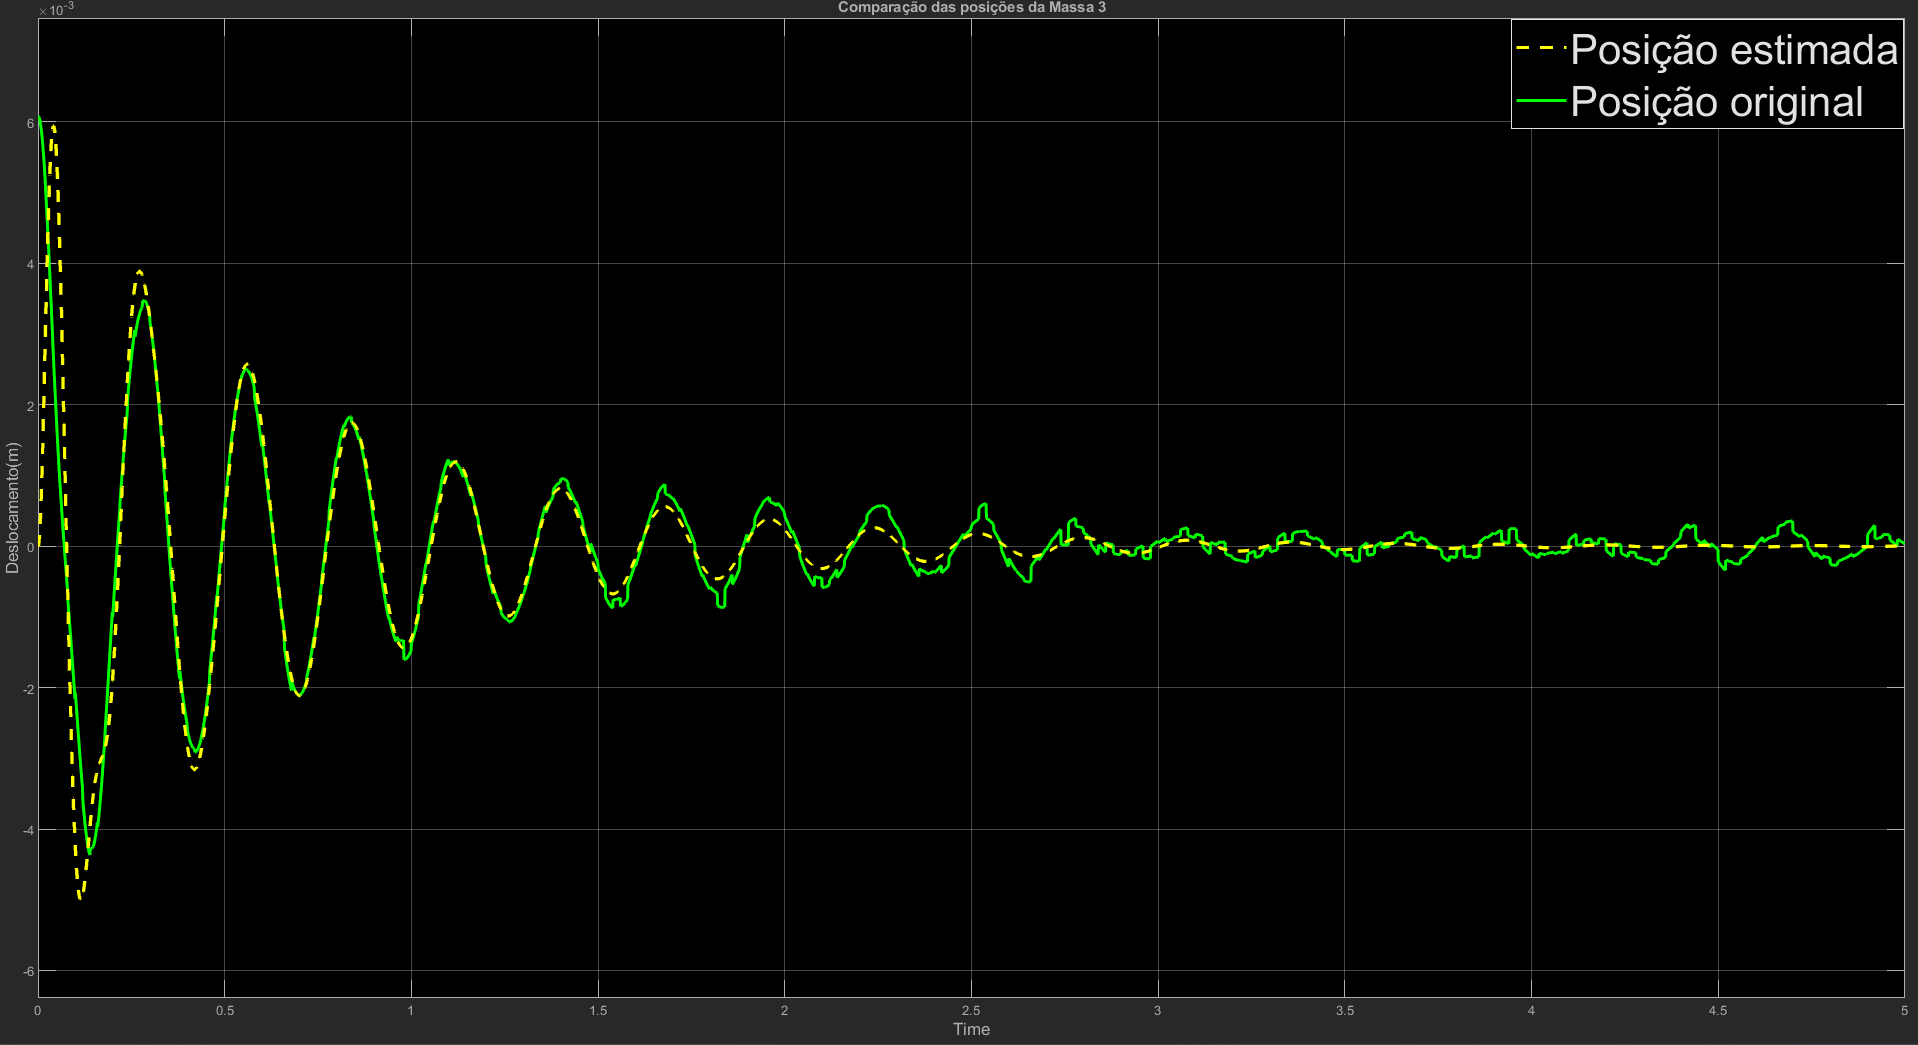 Comparação das posições da Massa 3
×10-3
Posição estimada
Posição original
6
4
2
0
-2
-4
-6
Deslocamento(m)
0 0.5 1 1.5 2 2.5 3 3.5 4 4.5 5
Time